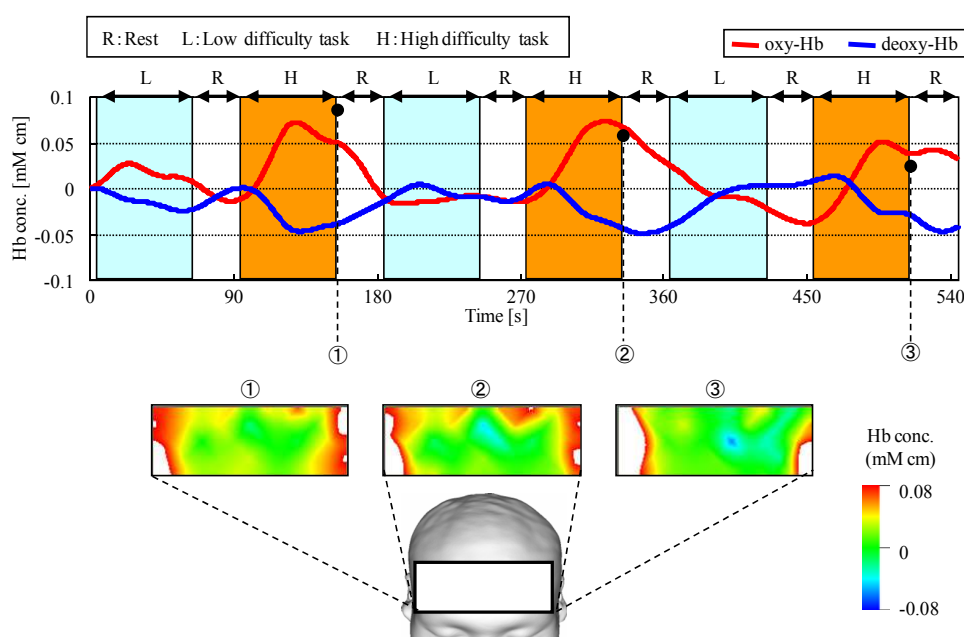 R：Rest L：Low difficulty task H：High difficulty task
oxy-Hb deoxy-Hb
L R H R L R H R L R H R
0.1
0.05
0
-0.05
-0.1
Hb conc. [mM cm]
0 90 180 270 360 450 540
Time [s]
① ② ③
① ② ③
Hb conc.
(mM cm)
0.08
0
-0.08